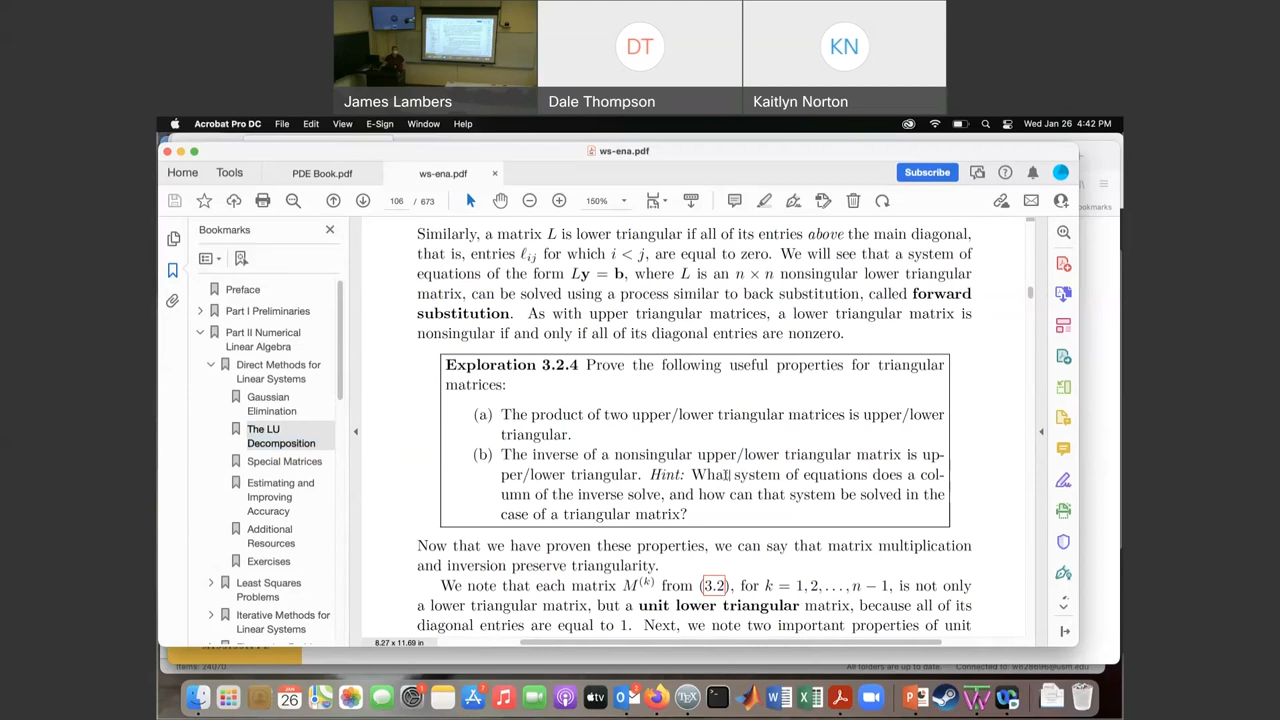 DT
KN
James Lambers
Dale Thompson
Kaitlyn Norton
Acrobat Pro DC File Edit View E-Sign Window Help
Wed Jan 26 4:42 PM
ws-ena.pdf
Home Tools PDE Book.pdf ws-ena.pdf
Subscribe
106 / 673
150%
Bookmarks
Preface
Part I Preliminaries
Part II Numerical
Linear Algebra
Direct Methods for
Linear Systems
Gaussian
Elimination
The LU
Decomposition
Special Matrices
Estimating and
Improving
Accuracy
Additional
Resources
Exercises
Least Squares
Problems
Iterative Methods
for Linear Systems
Similarly, a matrix L is lower triangular if all of its entries above the main diagonal,
that is, entries ℓij for which i < j, are equal to zero. We will see that a system of
equations of the form Ly = b, where L is an n × n nonsingular lower triangular
matrix, can be solved using a process similar to back substitution, called forward
substitution. As with upper triangular matrices, a lower triangular matrix is
nonsingular if and only if all of its diagonal entries are nonzero.
Exploration 3.2.4 Prove the following useful properties for triangular
matrices:
(a) The product of two upper/lower triangular matrices is upper/lower
triangular.
(b) The inverse of a nonsingular upper/lower triangular matrix is up-
per/lower triangular. Hint: What system of equations does a col-
umn of the inverse solve, and how can that system be solved in the
case of a triangular matrix?
Now that we have proven these properties, we can say that matrix multiplication
and inversion preserve triangularity.
We note that each matrix M(k) from (3.2), for k = 1, 2, . . . , n − 1, is not only
a lower triangular matrix, but a unit lower triangular matrix, because all of its
diagonal entries are equal to 1. Next, we note two important properties of unit
8.27 x 11.69 in
JAN
26